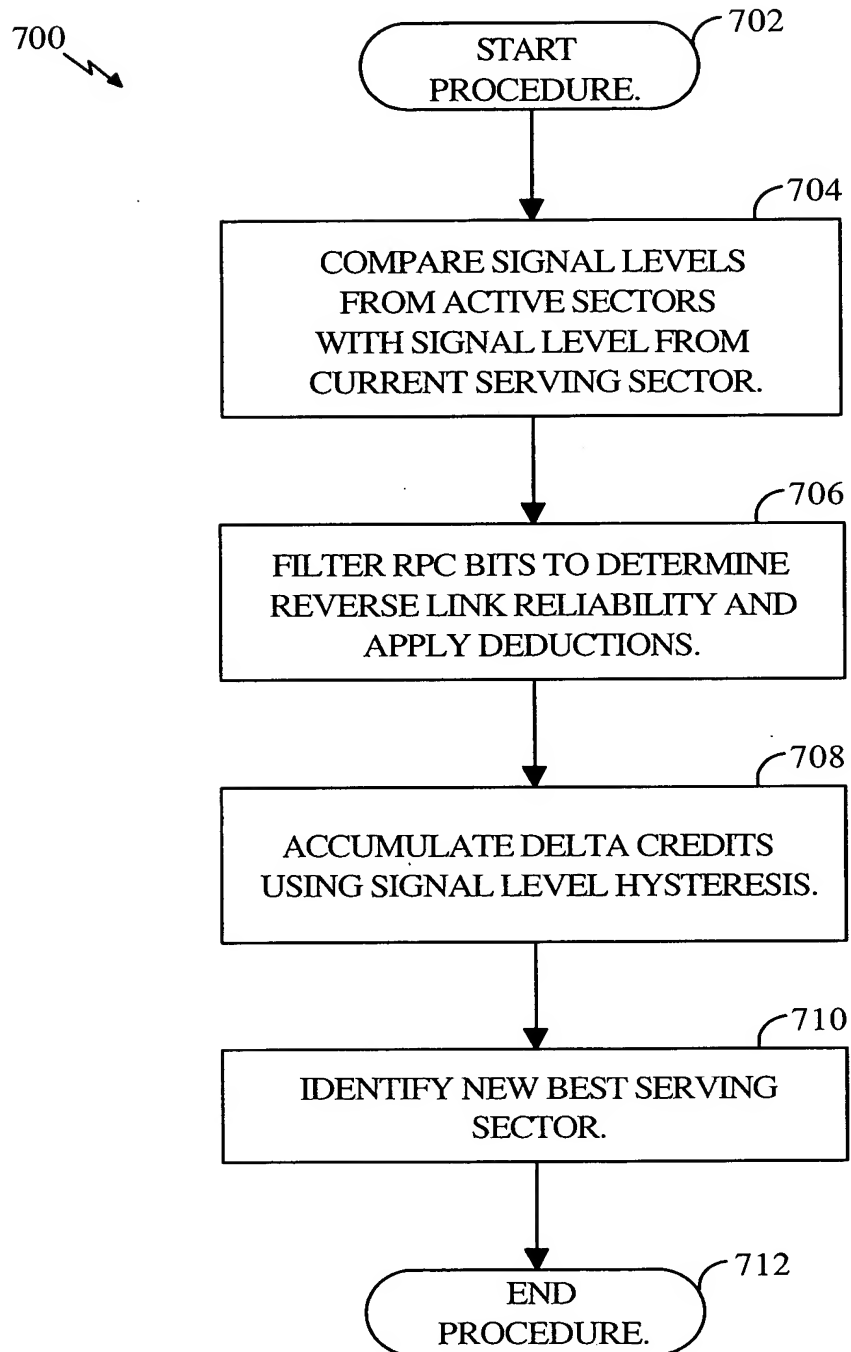 700
702
START
PROCEDURE.
704
COMPARE SIGNAL LEVELS
FROM ACTIVE SECTORS
WITH SIGNAL LEVEL FROM
CURRENT SERVING SECTOR.
706
FILTER RPC BITS TO DETERMINE
REVERSE LINK RELIABILITY AND
APPLY DEDUCTIONS.
708
ACCUMULATE DELTA CREDITS
USING SIGNAL LEVEL HYSTERESIS.
710
IDENTIFY NEW BEST SERVING
SECTOR.
712
END
PROCEDURE.